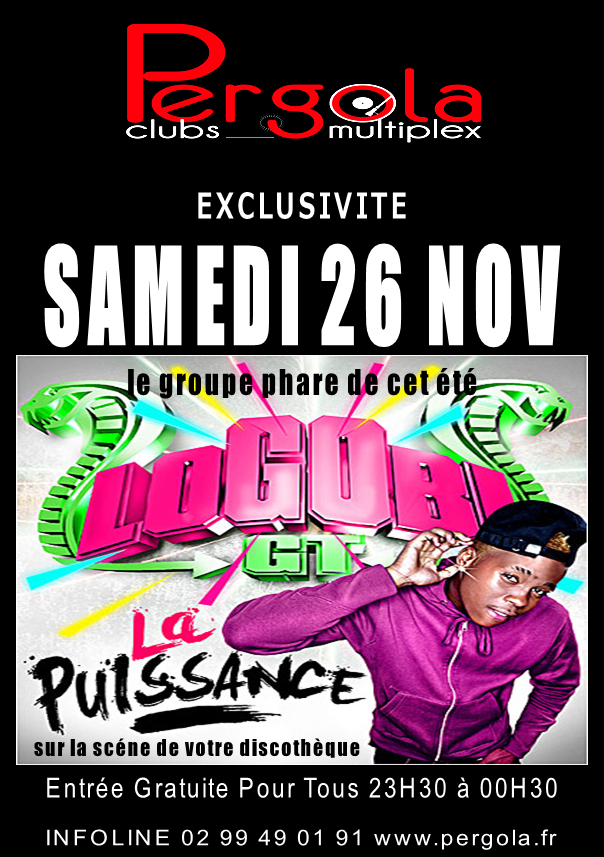 Pergola
clubs multiplex
EXCLUSIVITE
SAMEDI 26 NOV
le groupe phare de cet été
LOGOBI
GT
La
PUISSANCE
sur la scéne de votre discothèque
Entrée Gratuite Pour Tous 23H30 à 00H30
INFOLINE 02 99 49 01 91 www.pergola.fr